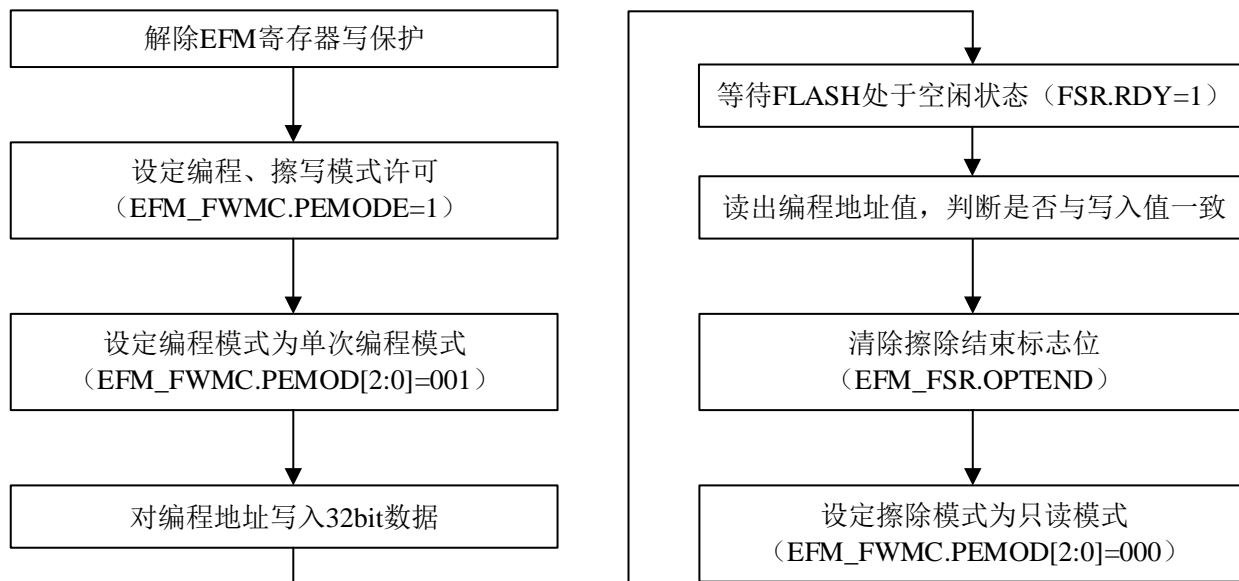 解除EFM寄存器写保护
设定编程、擦写模式许可
（EFM_FWMC.PEMODE=1）
设定编程模式为单次编程模式
（EFM_FWMC.PEMOD[2:0]=001）
对编程地址写入32bit数据
等待FLASH处于空闲状态（FSR.RDY=1）
读出编程地址值，判断是否与写入值一致
清除擦除结束标志位
（EFM_FSR.OPTEND）
设定擦除模式为只读模式
（EFM_FWMC.PEMOD[2:0]=000）